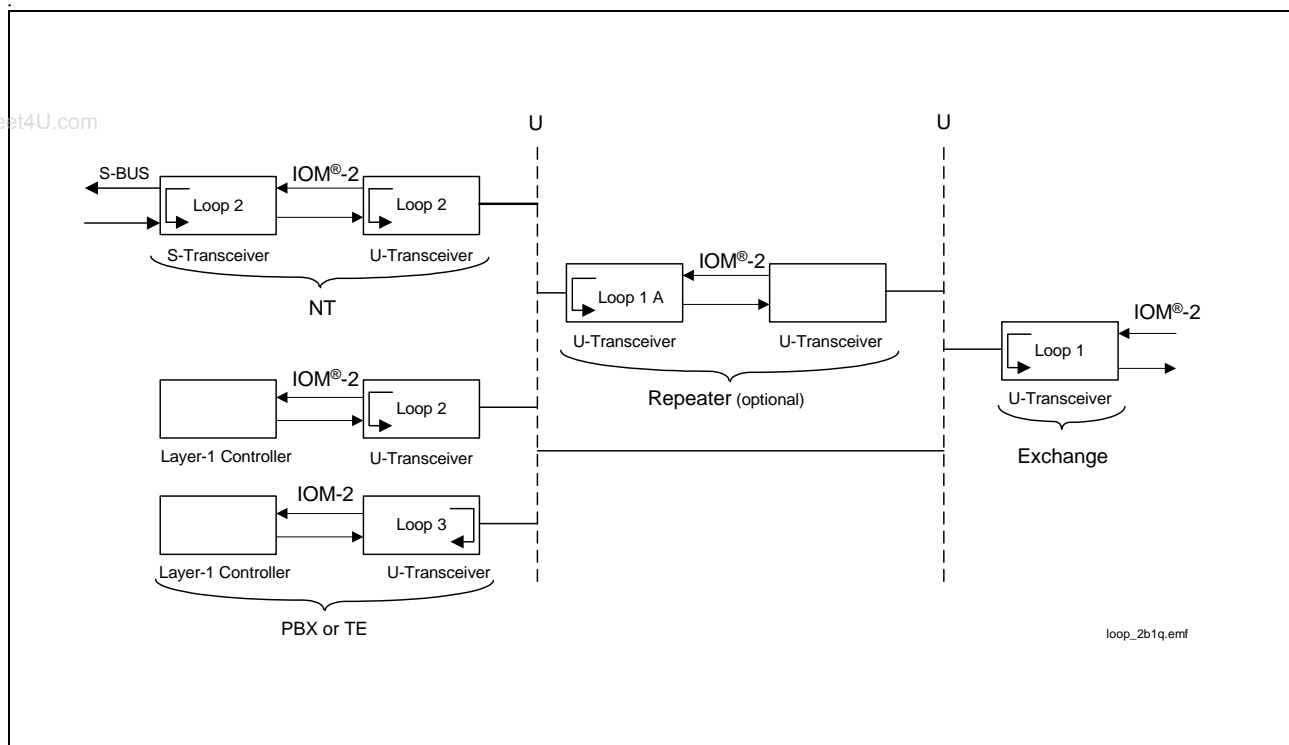 .
eet4U.com
U
U
S-BUS
IOM®-2
Loop 2
Loop 2
S-Transceiver
U-Transceiver
NT
IOM®-2
Loop 1 A
U-Transceiver
U-Transceiver
Repeater (optional)
IOM®-2
Loop 1
U-Transceiver
Exchange
IOM®-2
Loop 2
Layer-1 Controller
U-Transceiver
IOM-2
Loop 3
Layer-1 Controller
U-Transceiver
PBX or TE
loop_2b1q.emf